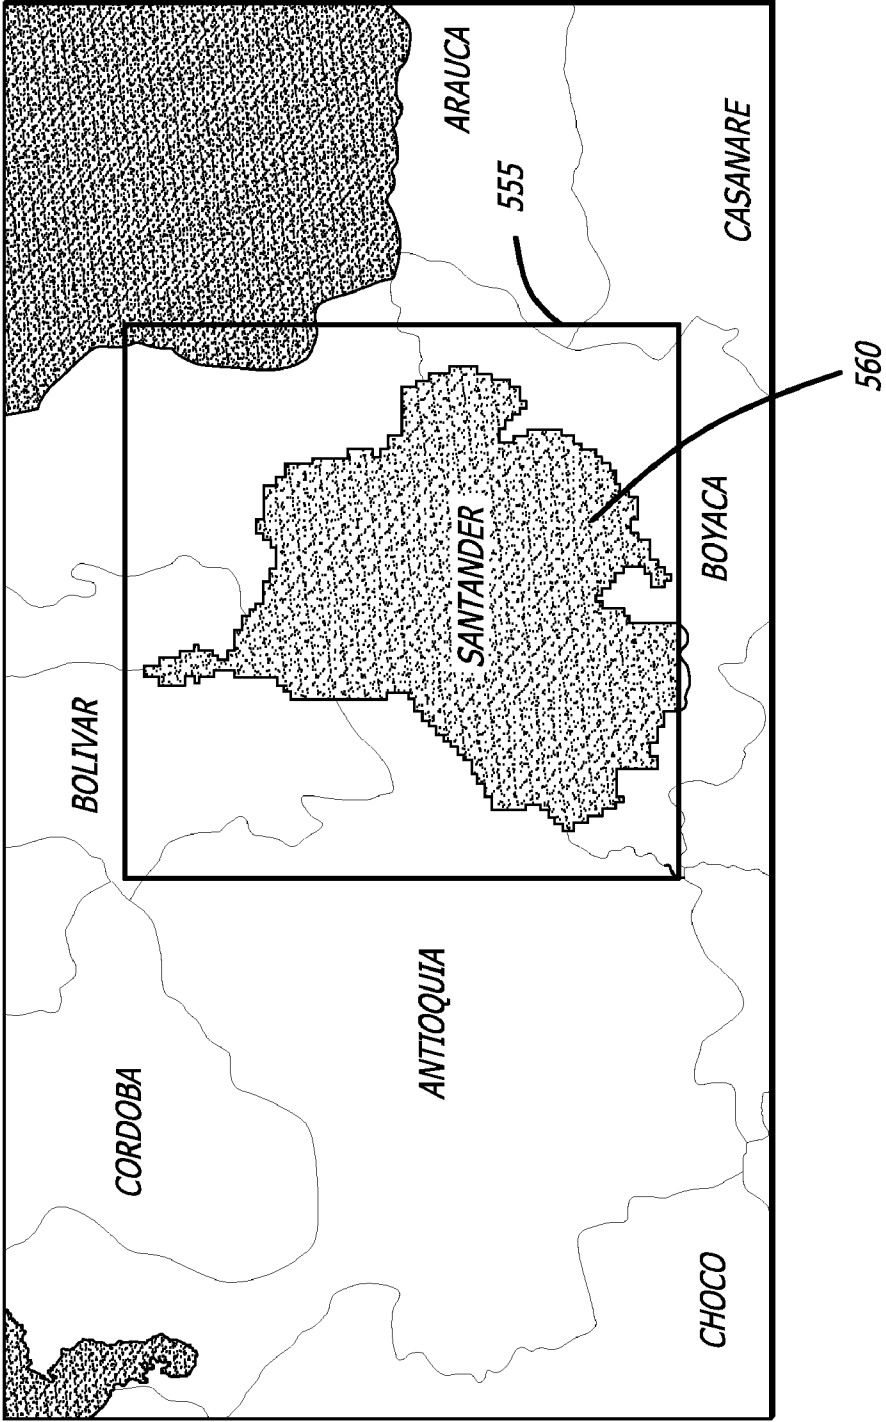 BOLIVAR
CORDOBA
ANTIOQUIA
ARAUCA
SANTANDER
555
CHOCO
BOYACA
CASANARE
560